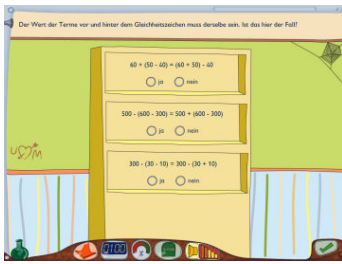 Der Wert der Terme vor und hinter dem Gleichheitszeichen muss derselbe sein. Ist das hier der Fall?
60 + (50 - 40) = (60 + 50) - 40
ja nein
500 - (600 - 300) = 500 + (600 - 300)
ja nein
300 - (30 - 10) = 300 - (30 + 10)
ja nein